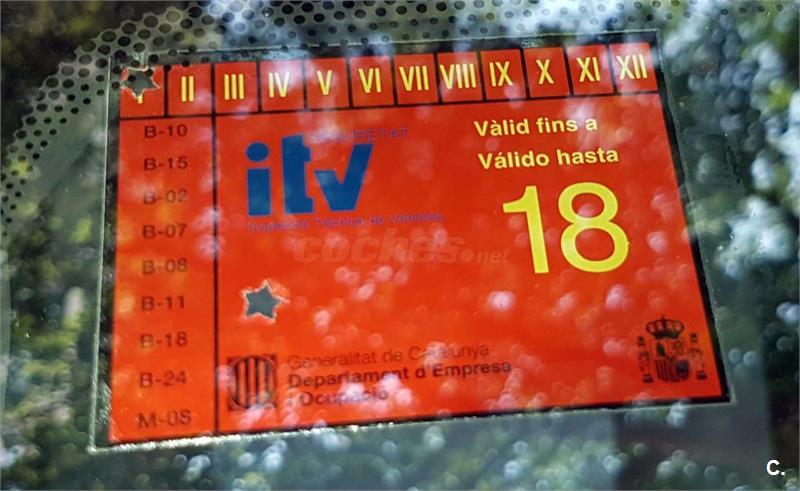 I II III IV V VI VII VIII IX X XI XII
B-10
B-15
B-02
B-07
B-08
B-11
B-18
B-24
M-08
SEGURETAT
itv
Inspecció Tècnica de Vehicles
Vàlid fins a
Válido hasta
18
coches.net
Generalitat de Catalunya
Departament d'Empresa
i Ocupació
C.